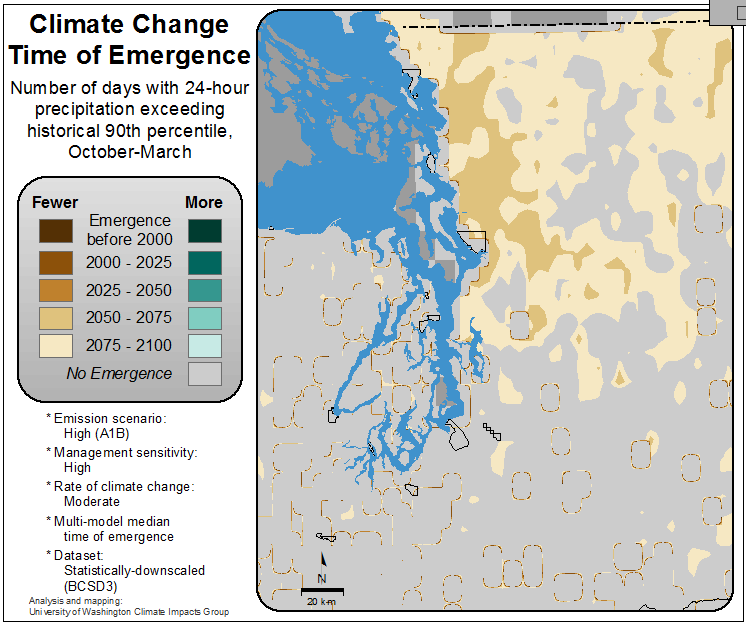 Climate Change
Time of Emergence
Number of days with 24-hour
precipitation exceeding
historical 90th percentile,
October-March
Fewer More
Emergence
before 2000
2000 - 2025
2025 - 2050
2050 - 2075
2075 - 2100
No Emergence
* Emission scenario:
High (A1B)
* Management sensitivity:
High
* Rate of climate change:
Moderate
* Multi-model median
time of emergence
* Dataset:
Statistically-downscaled
(BCSD3)
Analysis and mapping:
University of Washington Climate Impacts Group
N
20 km